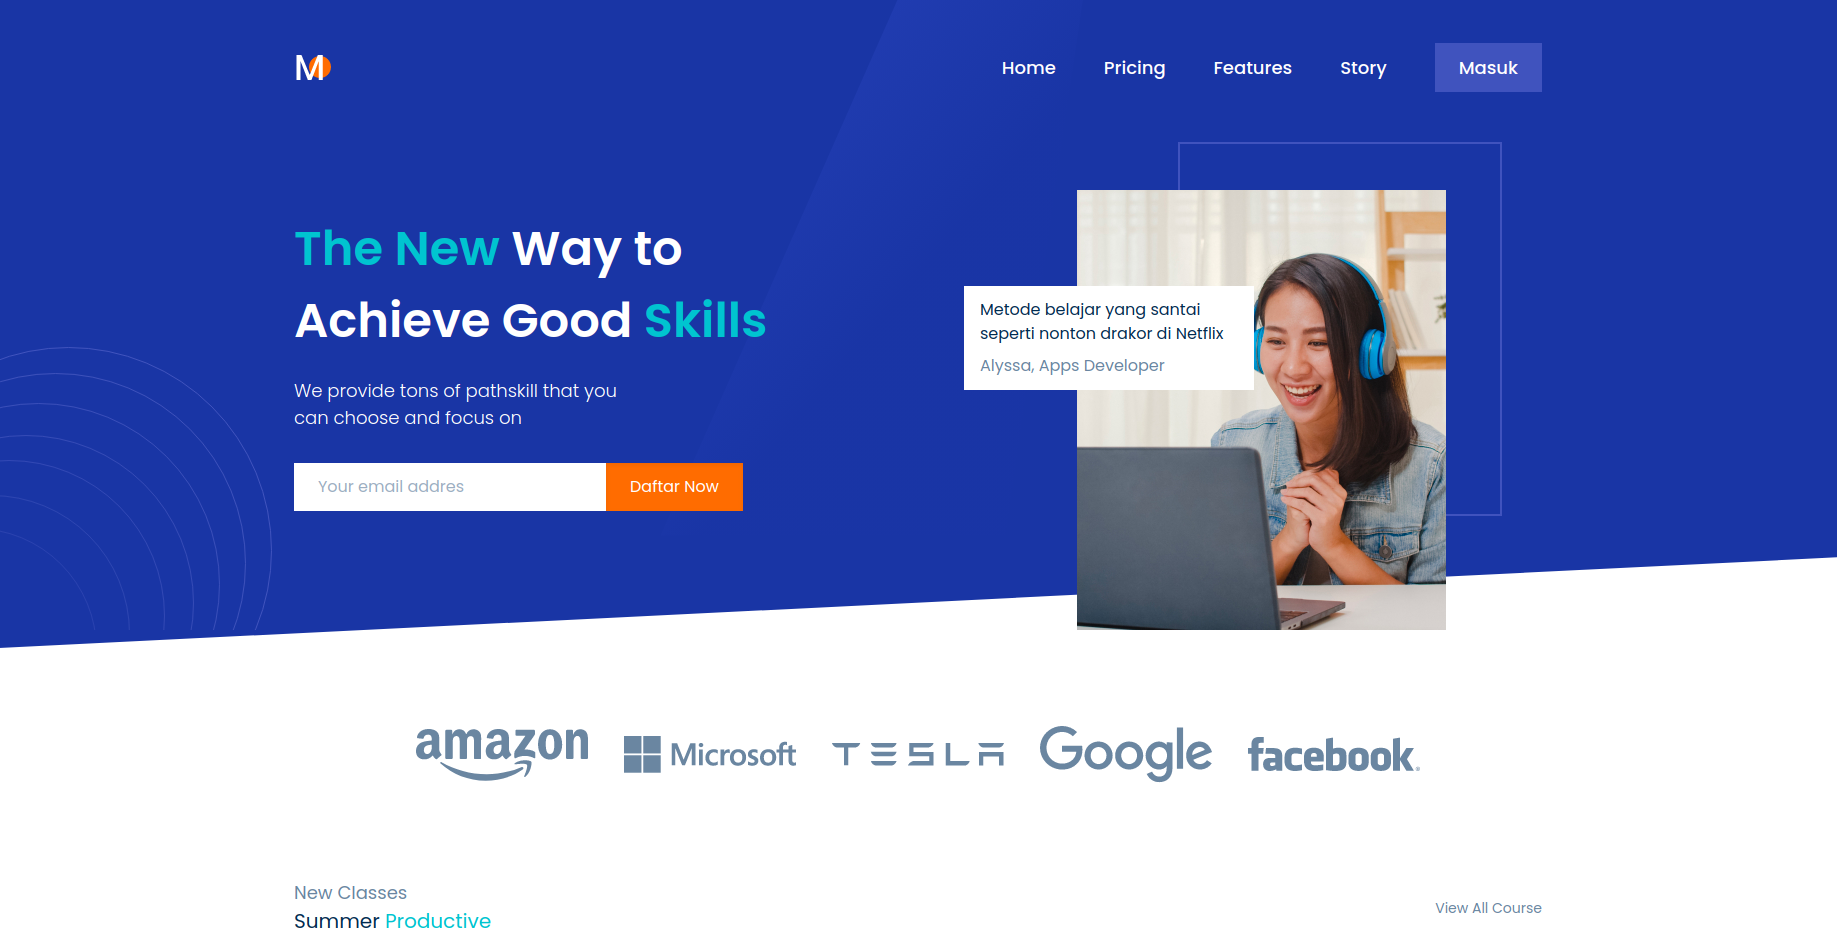 M
Home
Pricing
Features
Story
Masuk
The New Way to
Achieve Good Skills
We provide tons of pathskill that you
can choose and focus on
Your email addres
Daftar Now
Metode belajar yang santai
seperti nonton drakor di Netflix
Alyssa, Apps Developer
amazon
Microsoft
TESLA
Google
facebook
New Classes
Summer Productive
View All Course